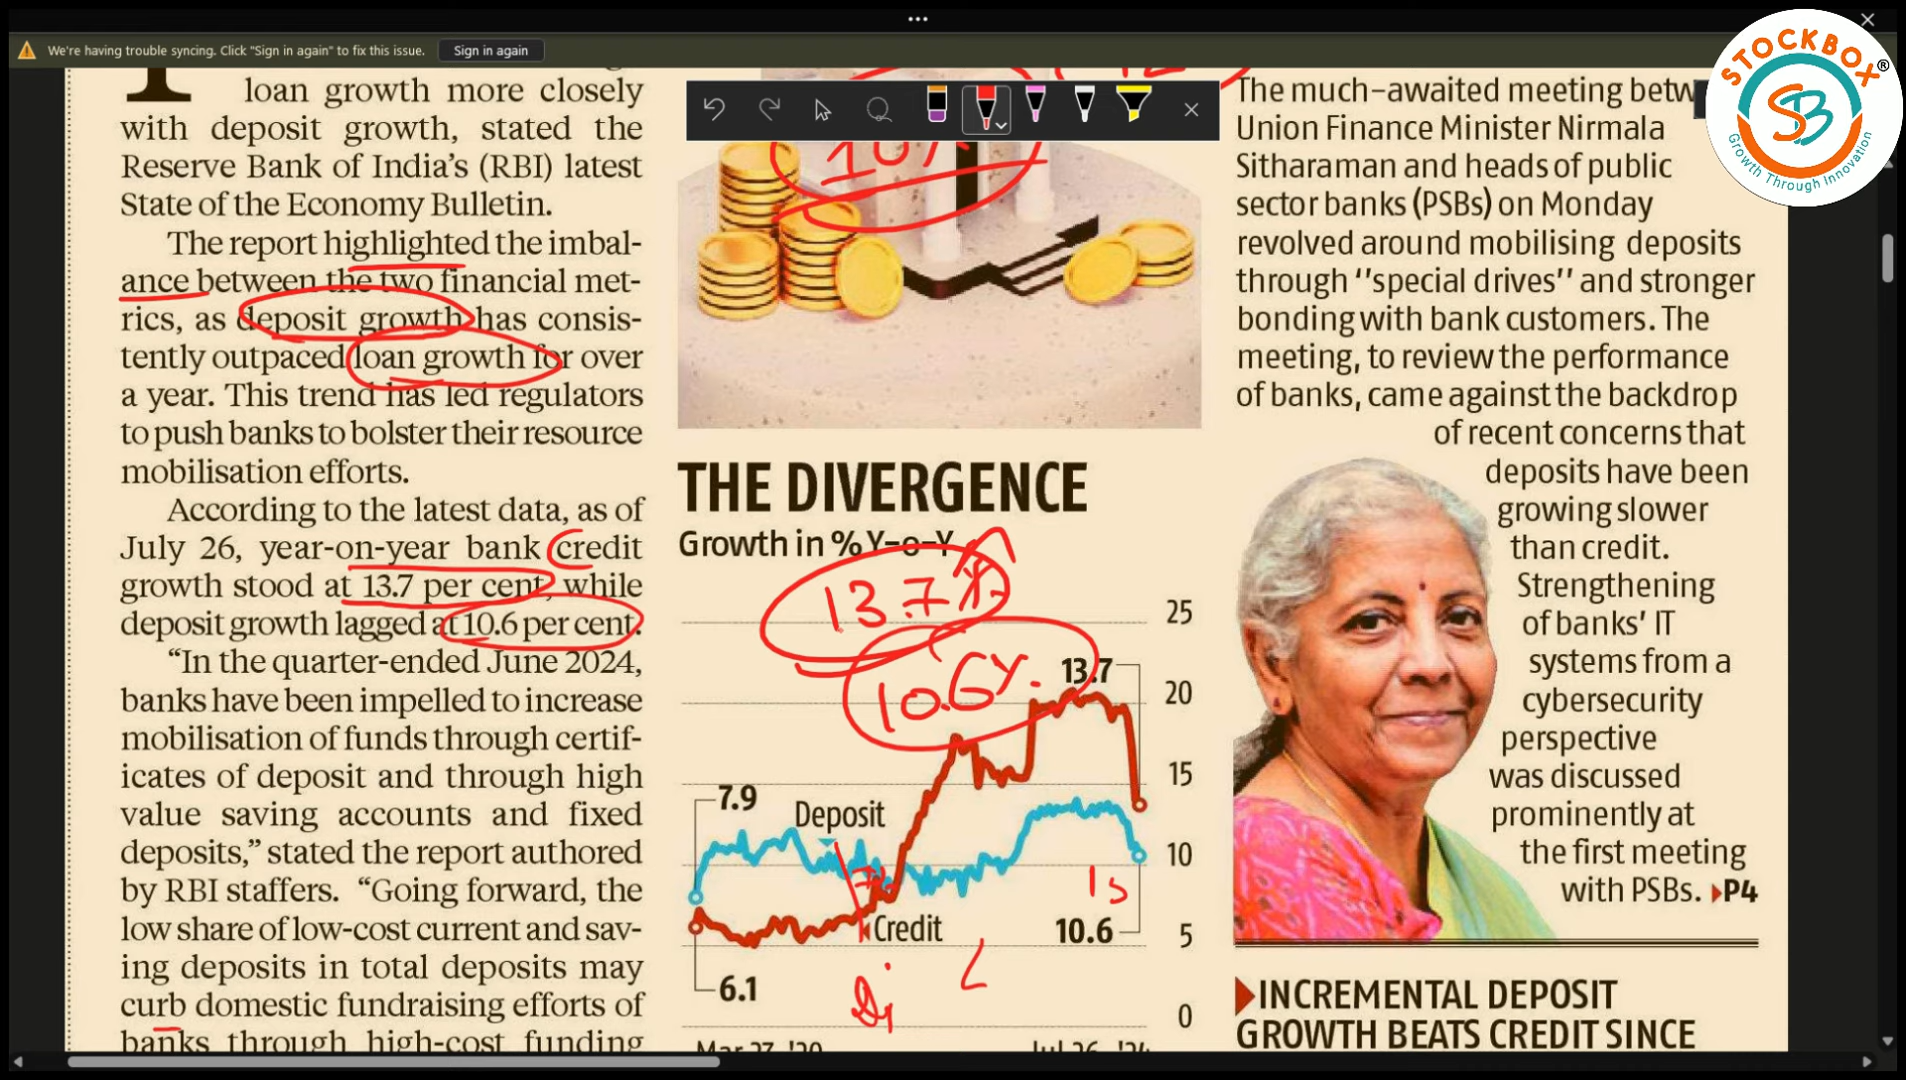 We're having trouble syncing. Click "Sign in again" to fix this issue.
Sign in again
STOCKBOX®
SB
Growth Through Innovation
loan growth more closely
with deposit growth, stated the
Reserve Bank of India's (RBI) latest
State of the Economy Bulletin.
The report highlighted the imbal-
ance between the two financial met-
rics, as deposit growth has consis-
tently outpaced loan growth for over
a year. This trend has led regulators
to push banks to bolster their resource
mobilisation efforts.
According to the latest data, as of
July 26, year-on-year bank credit
growth stood at 13.7 per cent, while
deposit growth lagged at 10.6 per cent.
"In the quarter-ended June 2024,
banks have been impelled to increase
mobilisation of funds through certif-
icates of deposit and through high
value saving accounts and fixed
deposits," stated the report authored
by RBI staffers. "Going forward, the
low share of low-cost current and sav-
ing deposits in total deposits may
curb domestic fundraising efforts of
banks through high-cost funding
10%
THE DIVERGENCE
Growth in % Y-o-Y
13.7%
10.6%.
25
13.7
20
15
7.9
Deposit
10
Credit
10.6
5
6.1
0
Mar 27, '20
Jul 26, '24
The much-awaited meeting betw
Union Finance Minister Nirmala
Sitharaman and heads of public
sector banks (PSBs) on Monday
revolved around mobilising deposits
through "special drives" and stronger
bonding with bank customers. The
meeting, to review the performance
of banks, came against the backdrop
of recent concerns that
deposits have been
growing slower
than credit.
Strengthening
of banks' IT
systems from a
cybersecurity
perspective
was discussed
prominently at
the first meeting
with PSBs. P4
INCREMENTAL DEPOSIT
GROWTH BEATS CREDIT SINCE